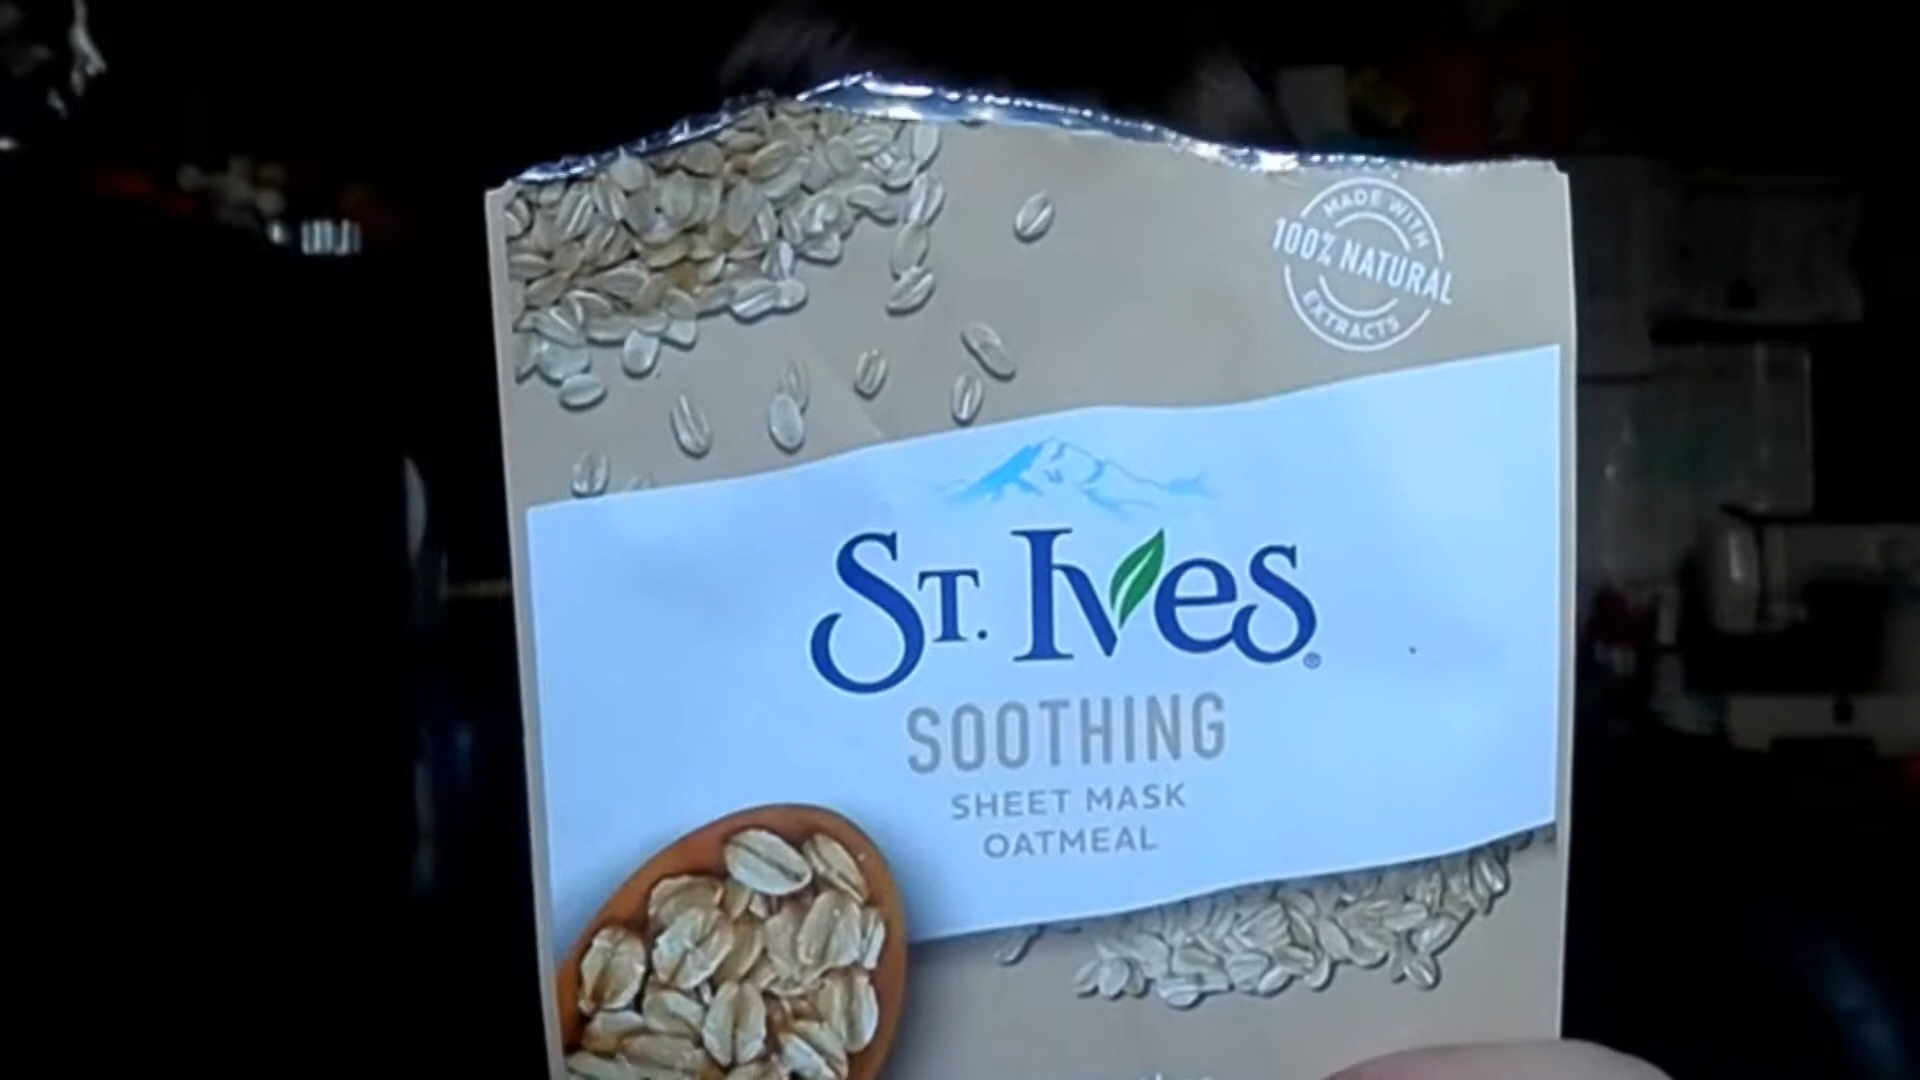 MADE WITH
100% NATURAL
EXTRACTS
ST. Ives®
SOOTHING
SHEET MASK
OATMEAL